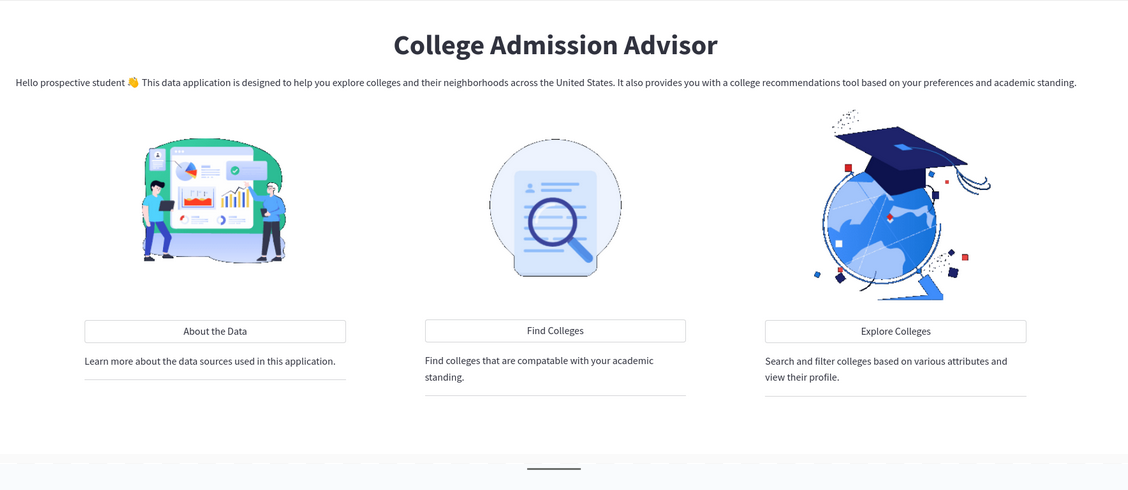 College Admission Advisor
Hello prospective student 👋 This data application is designed to help you explore colleges and their neighborhoods across the United States. It also provides you with a college recommendations tool based on your preferences and academic standing.
About the Data
Learn more about the data sources used in this application.
Find Colleges
Find colleges that are compatable with your academic
standing.
Explore Colleges
Search and filter colleges based on various attributes and
view their profile.